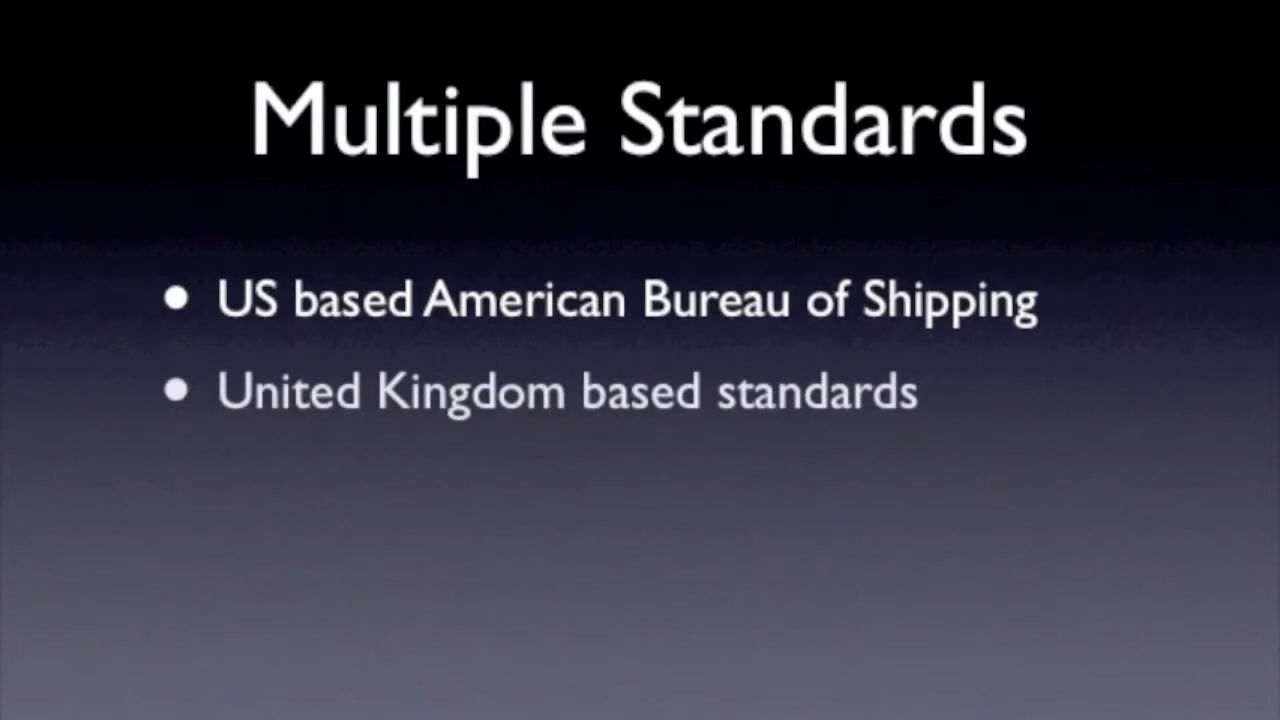 Multiple Standards
• US based American Bureau of Shipping
• United Kingdom based standards